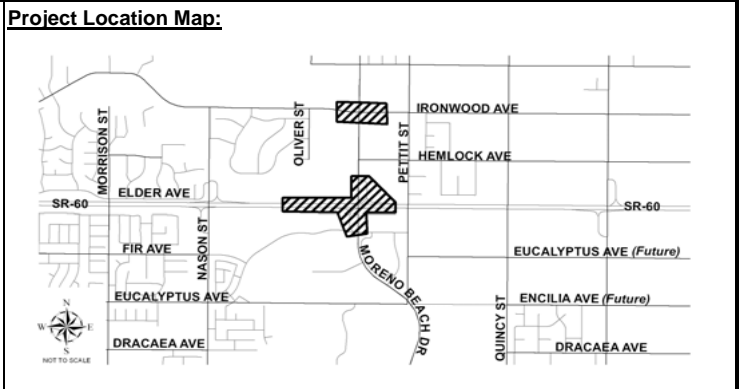 Project Location Map:
IRONWOOD AVE
MORRISON ST
OLIVER ST
PETTIT ST
HEMLOCK AVE
ELDER AVE
SR-60
SR-60
NASON ST
FIR AVE
MORENO BEACH DR
EUCALYPTUS AVE (Future)
EUCALYPTUS AVE
QUINCY ST
ENCILIA AVE (Future)
N
W E
S
NOT TO SCALE
DRACAEA AVE
DRACAEA AVE